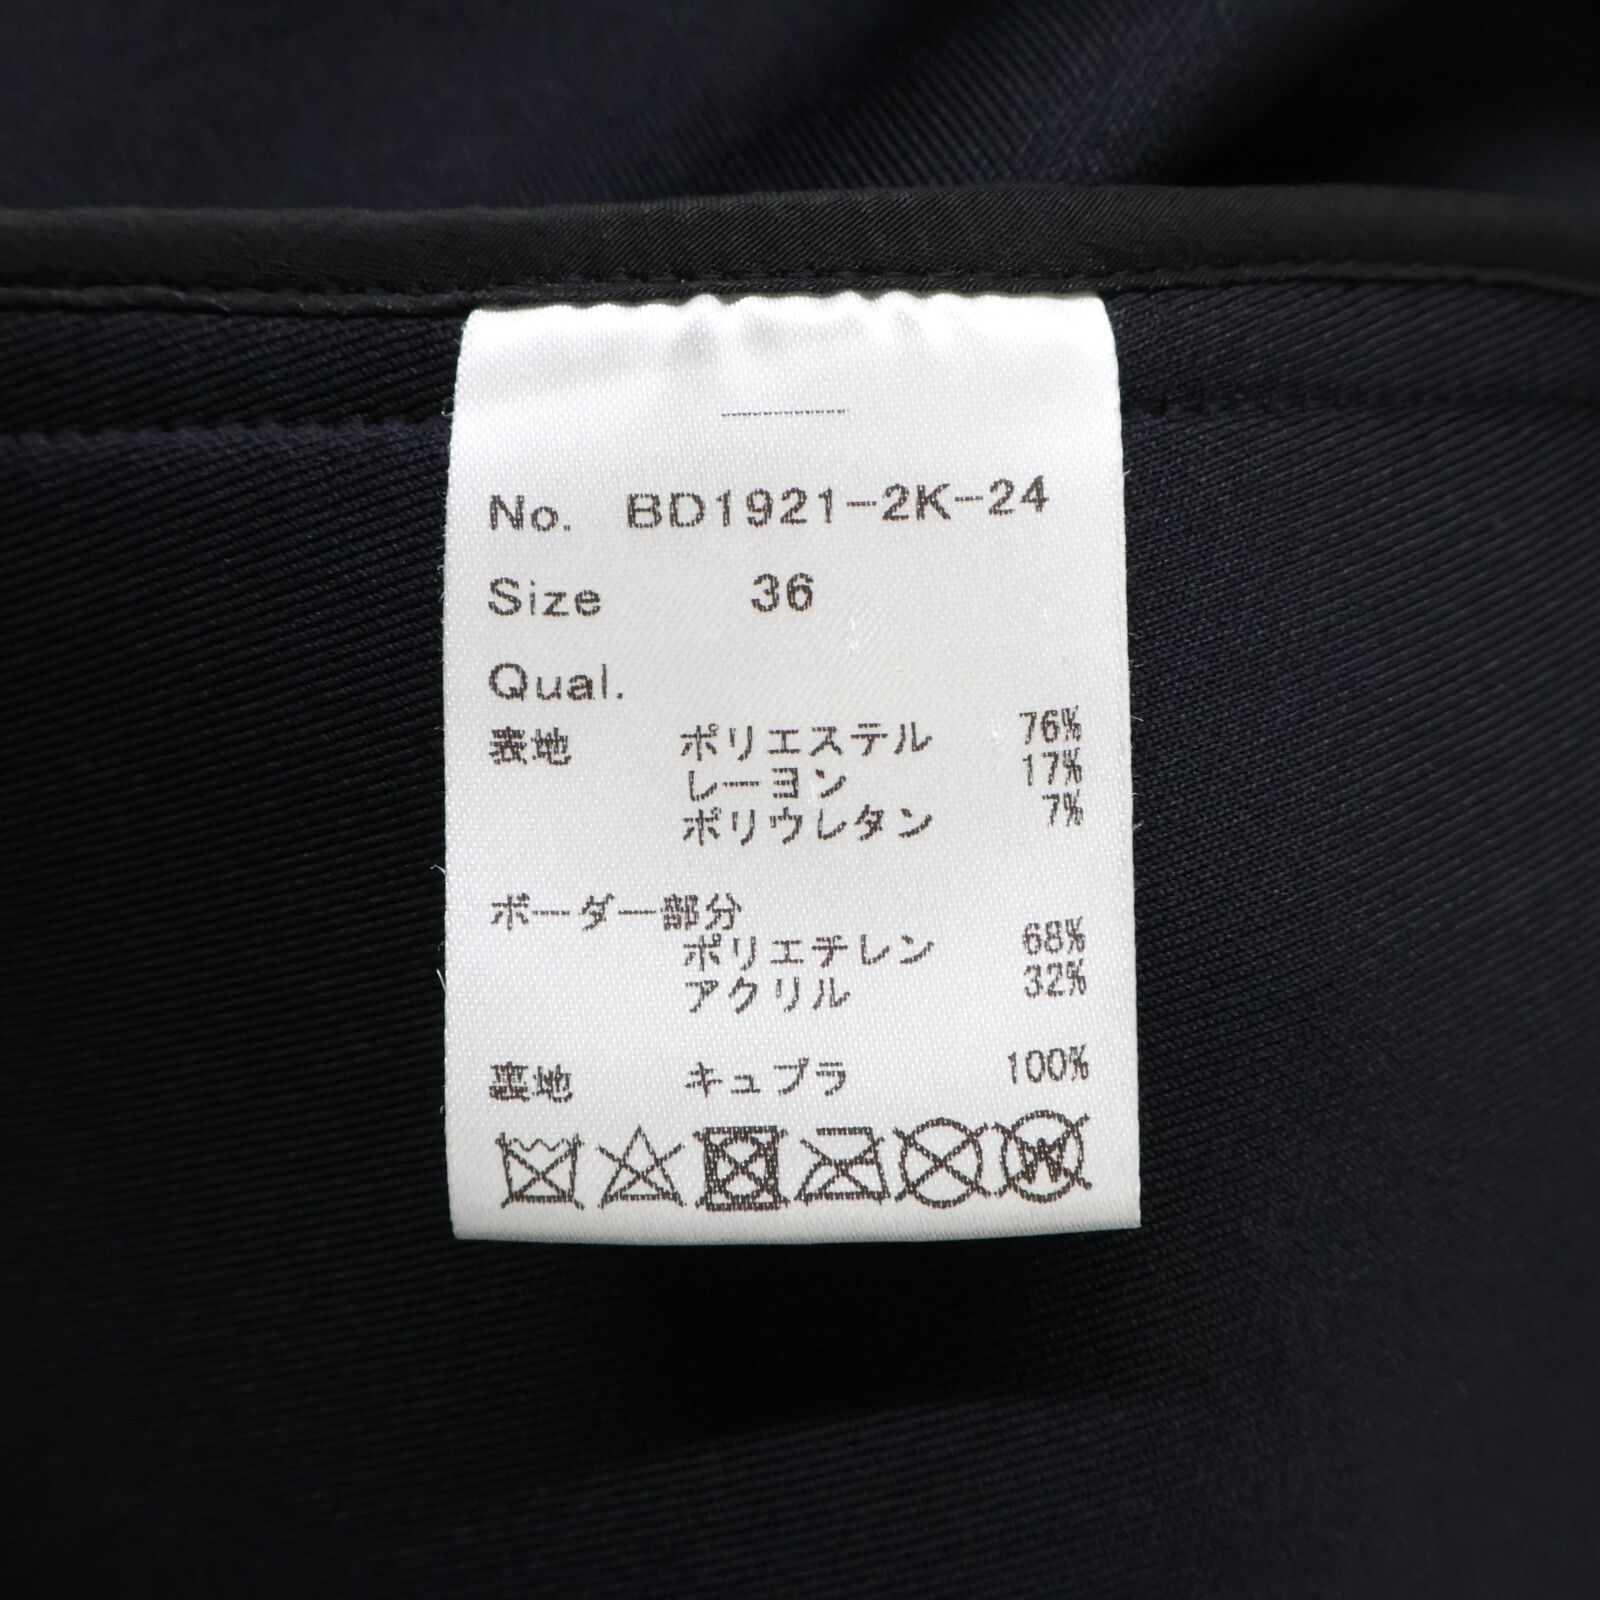 No. BD1921-2K-24
Size 36
Qual.
表地 ポリエステル 76%
レーヨン 17%
ポリウレタン 7%
ボーダー部分
ポリエチレン 68%
アクリル 32%
裏地 キュプラ 100%
W